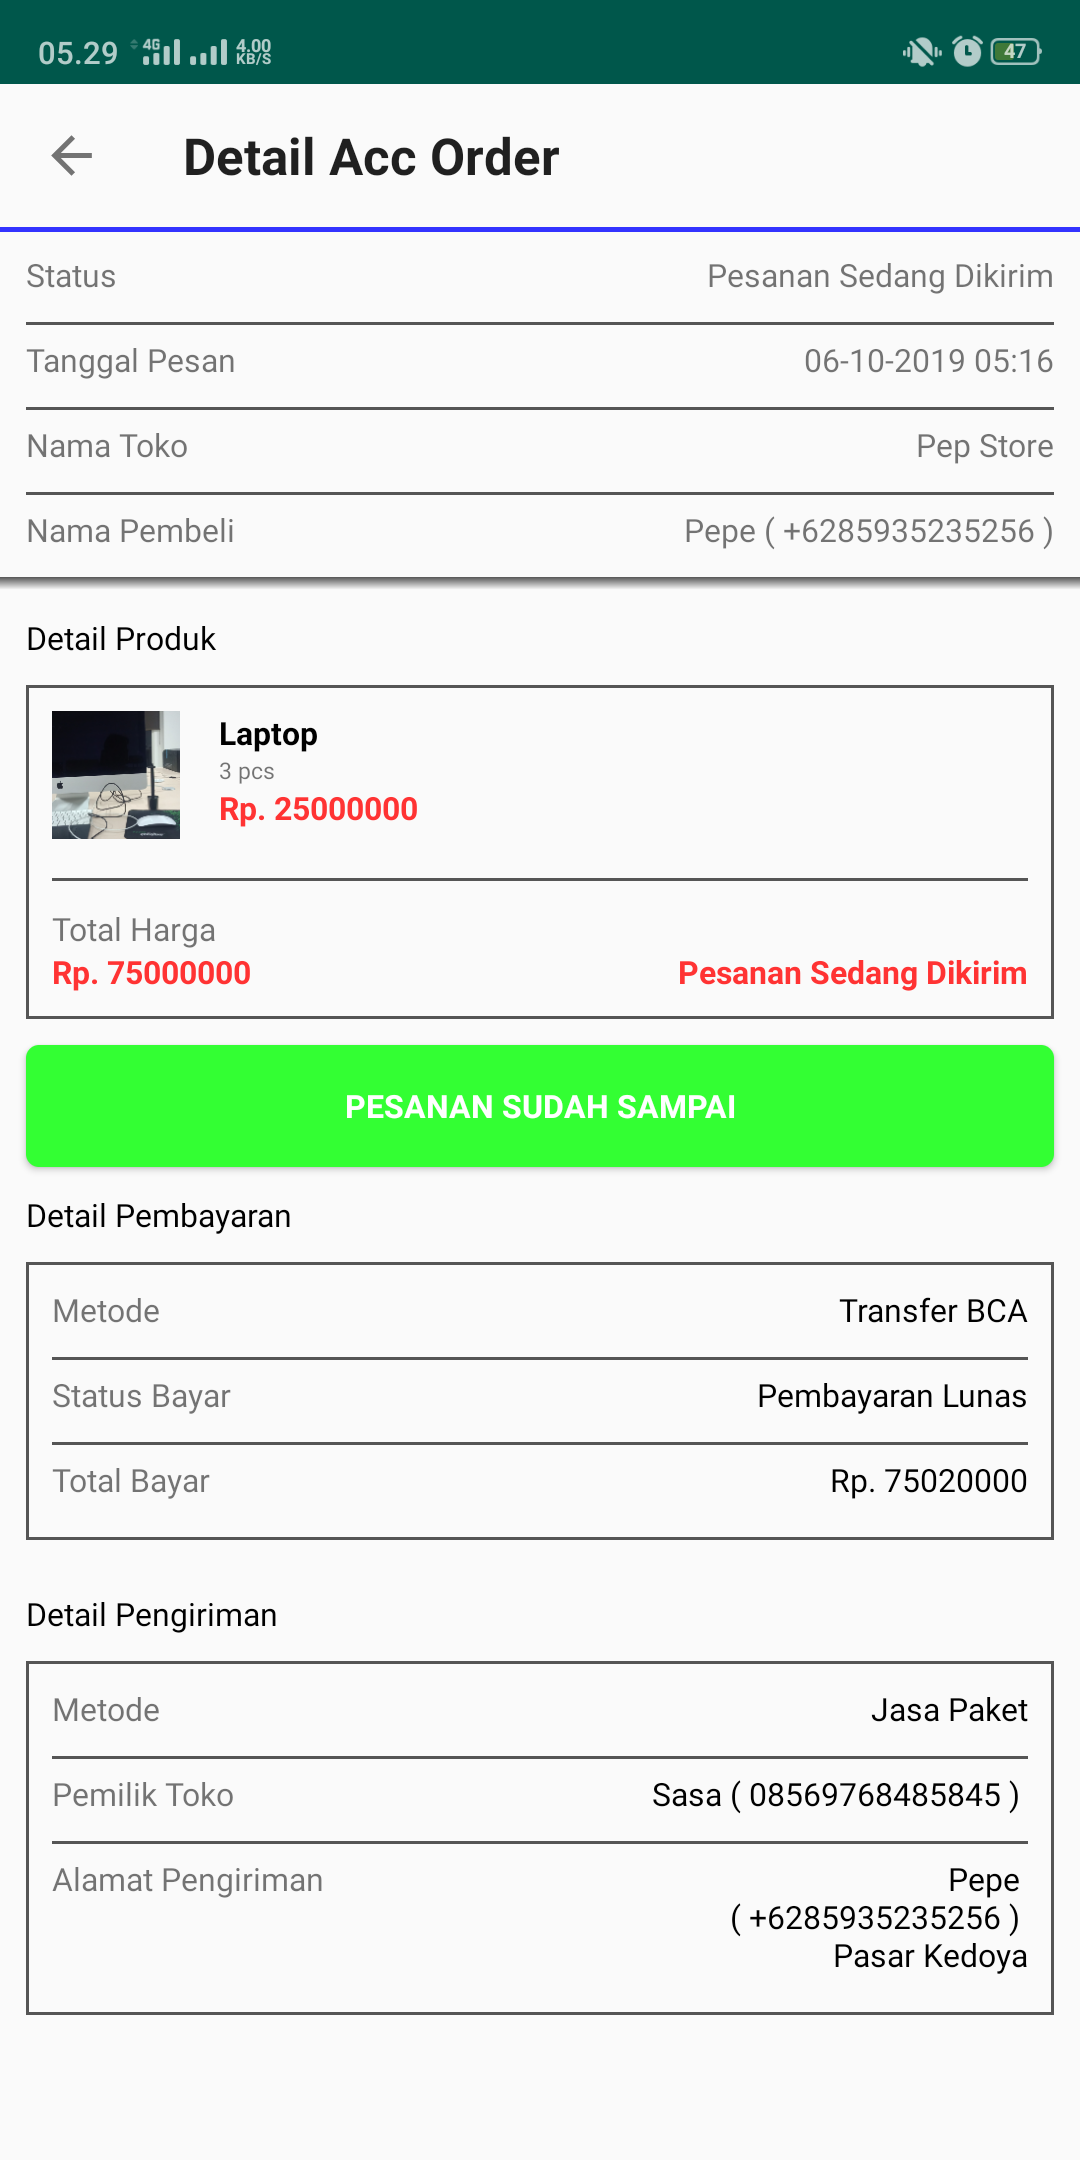 05.29 4G 4.00 KB/S 47
Detail Acc Order
Status Pesanan Sedang Dikirim
Tanggal Pesan 06-10-2019 05:16
Nama Toko Pep Store
Nama Pembeli Pepe ( +6285935235256 )
Detail Produk
Laptop
3 pcs
Rp. 25000000
Total Harga
Rp. 75000000 Pesanan Sedang Dikirim
PESANAN SUDAH SAMPAI
Detail Pembayaran
Metode Transfer BCA
Status Bayar Pembayaran Lunas
Total Bayar Rp. 75020000
Detail Pengiriman
Metode Jasa Paket
Pemilik Toko Sasa ( 08569768485845 )
Alamat Pengiriman Pepe
( +6285935235256 )
Pasar Kedoya